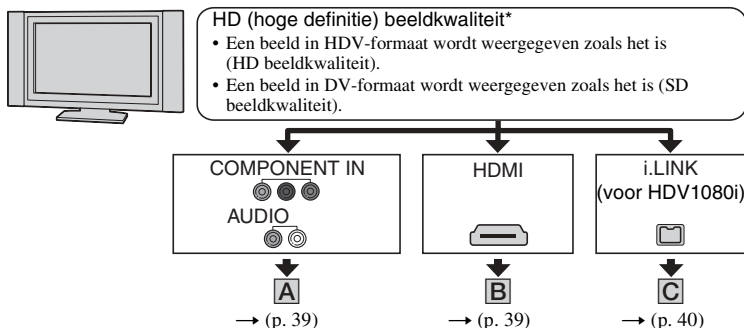 HD (hoge definitie) beeldkwaliteit*
• Een beeld in HDV-formaat wordt weergegeven zoals het is
(HD beeldkwaliteit).
• Een beeld in DV-formaat wordt weergegeven zoals het is (SD
beeldkwaliteit).
COMPONENT IN
AUDIO
HDMI
i.LINK
(voor HDV1080i)
A
B
C
→ (p. 39)
→ (p. 39)
→ (p. 40)